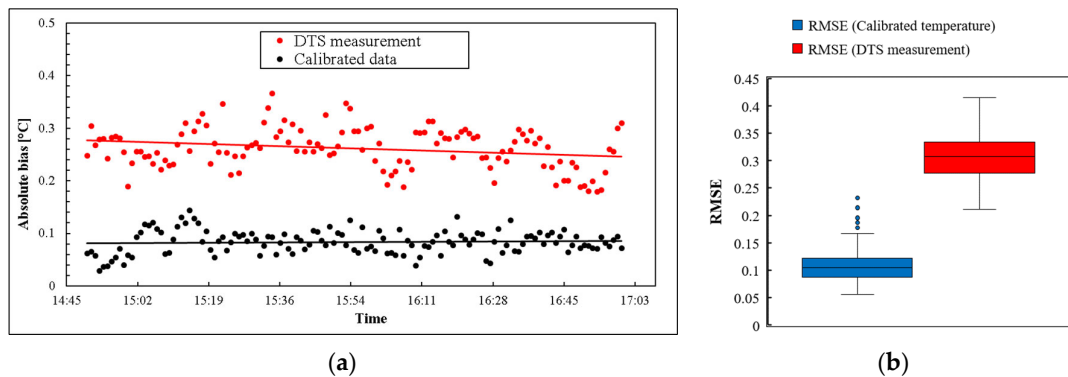 0.5
0.4
0.3
0.2
0.1
0
Absolute bias [°C]
DTS measurement
Calibrated data
14:45 15:02 15:19 15:36 15:54 16:11 16:28 16:45 17:03
Time
(a)
RMSE (Calibrated temperature)
RMSE (DTS measurement)
0.45
0.4
0.35
0.3
0.25
0.2
0.15
0.1
0.05
0
RMSE
(b)